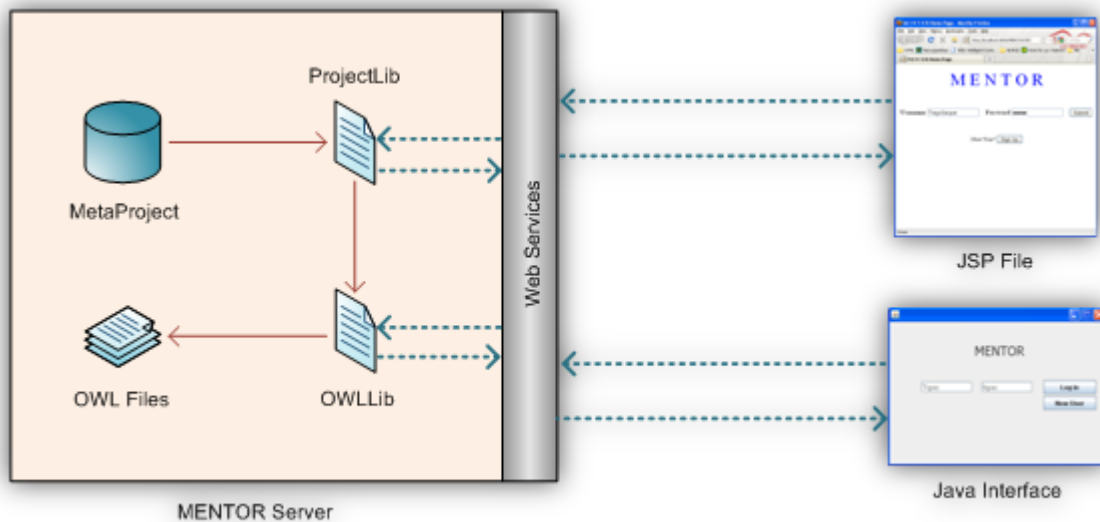 ProjectLib
MetaProject
OWL Files
OWLLib
MENTOR Server
Web Services
MENTOR
JSP File
MENTOR
Log In
New User
Java Interface